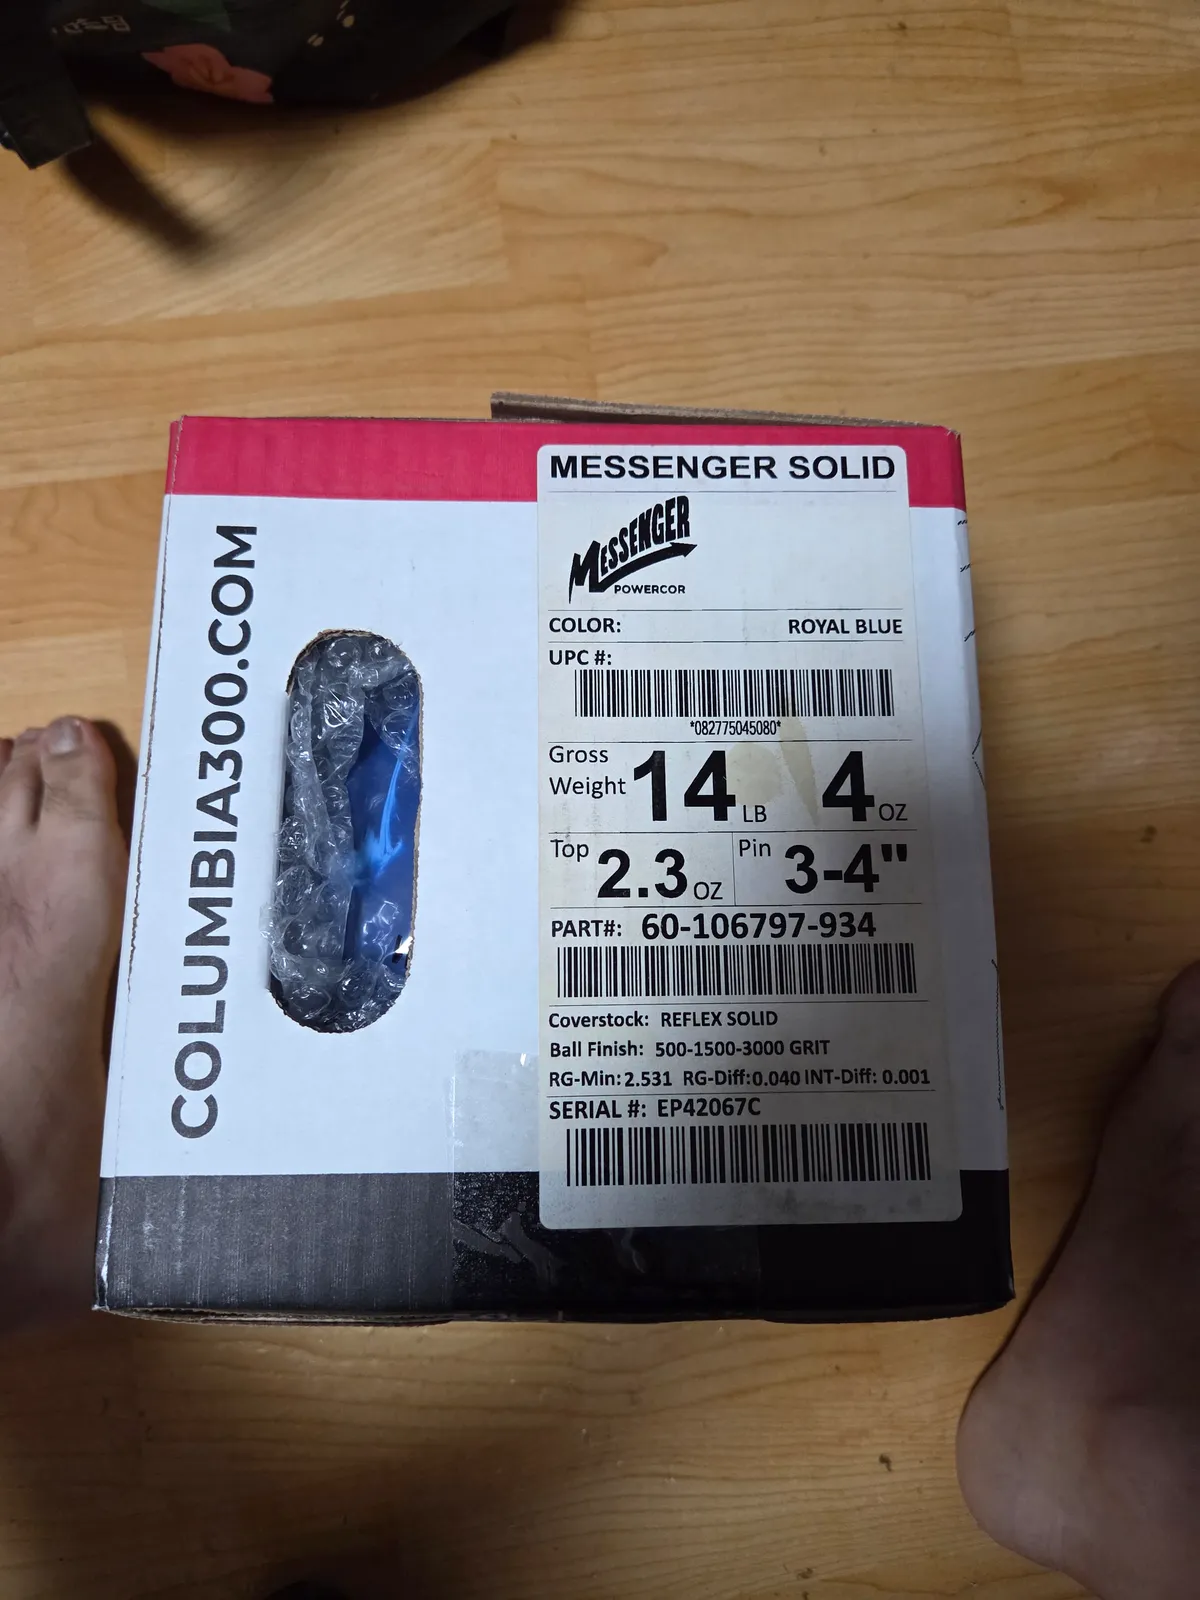 COLUMBIA300.COM
MESSENGER SOLID
MESSENGER
POWERCOR
COLOR: ROYAL BLUE
UPC #:
*082775045080*
Gross Weight 14 LB 4 OZ
Top 2.3 OZ Pin 3-4"
PART#: 60-106797-934
Coverstock: REFLEX SOLID
Ball Finish: 500-1500-3000 GRIT
RG-Min: 2.531 RG-Diff: 0.040 INT-Diff: 0.001
SERIAL #: EP42067C